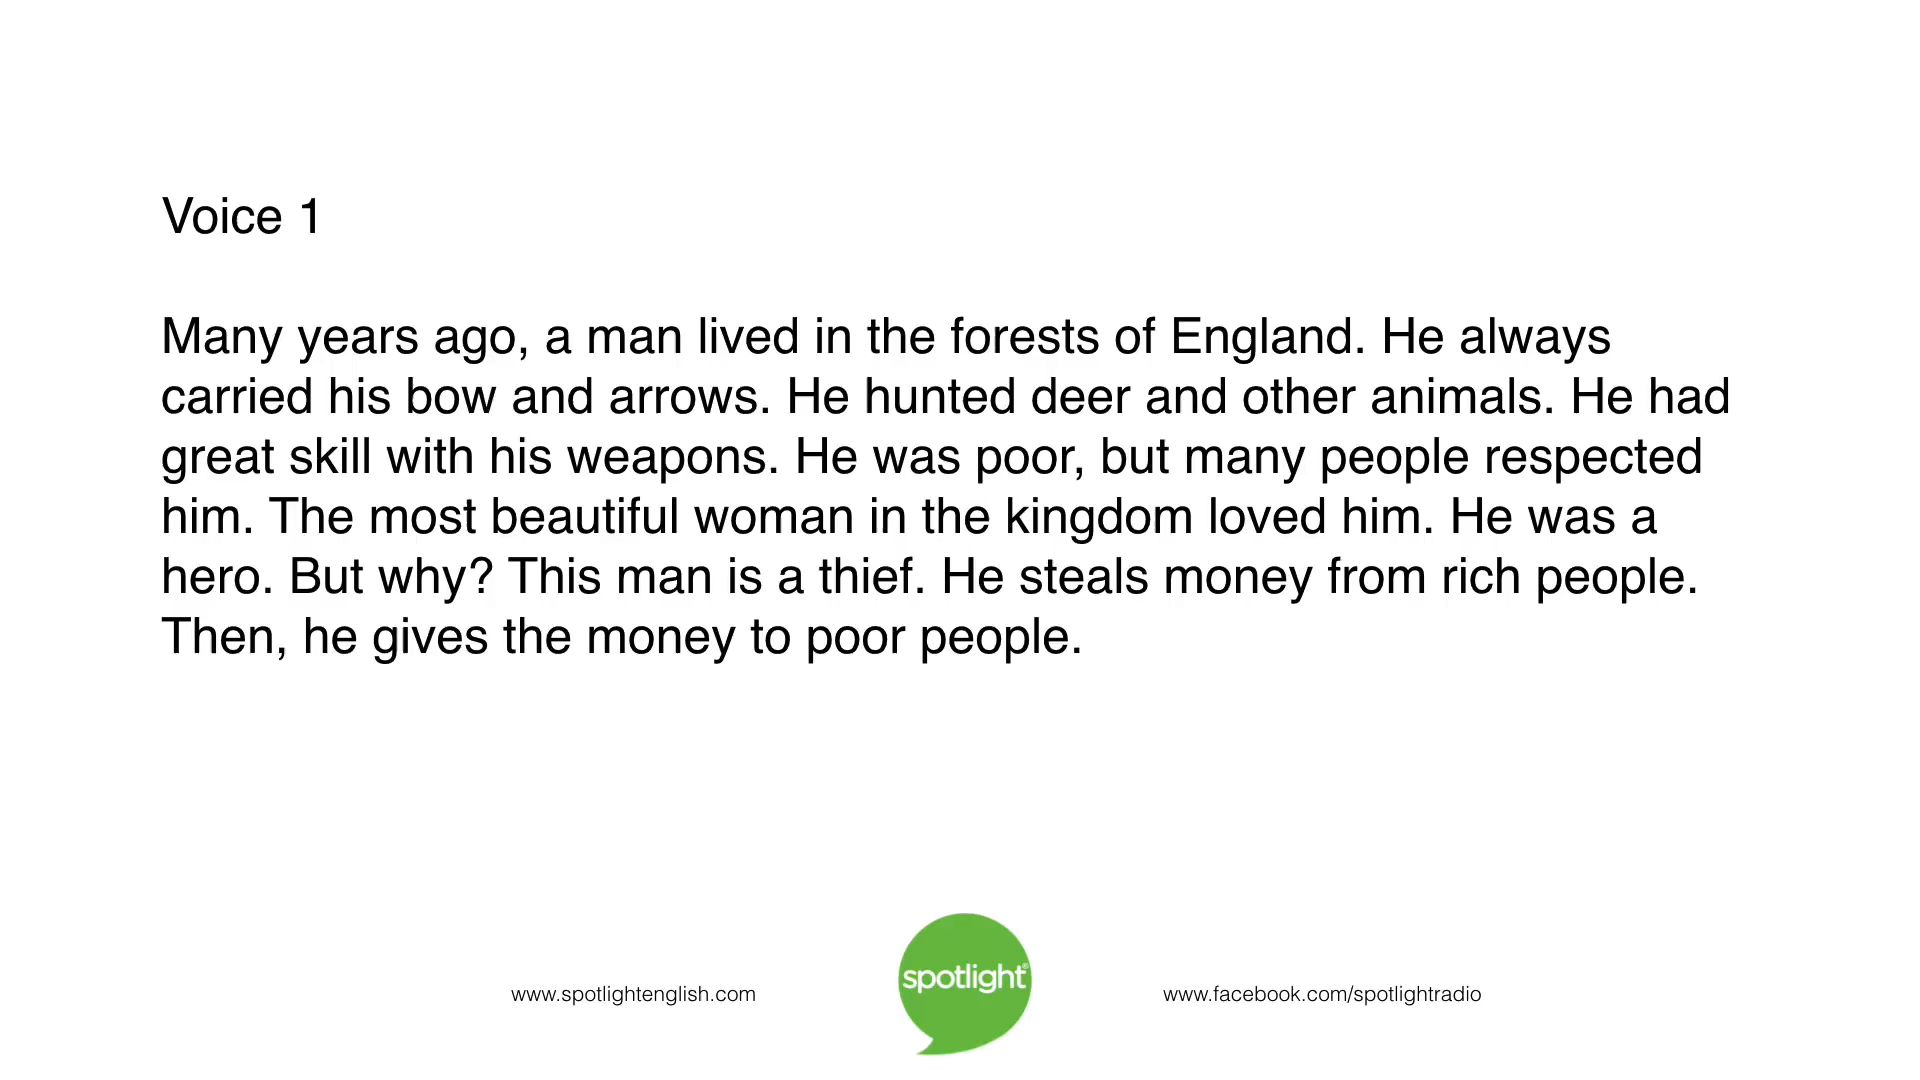 Voice 1
Many years ago, a man lived in the forests of England. He always
carried his bow and arrows. He hunted deer and other animals. He had
great skill with his weapons. He was poor, but many people respected
him. The most beautiful woman in the kingdom loved him. He was a
hero. But why? This man is a thief. He steals money from rich people.
Then, he gives the money to poor people.
www.spotlightenglish.com
spotlight®
www.facebook.com/spotlightradio